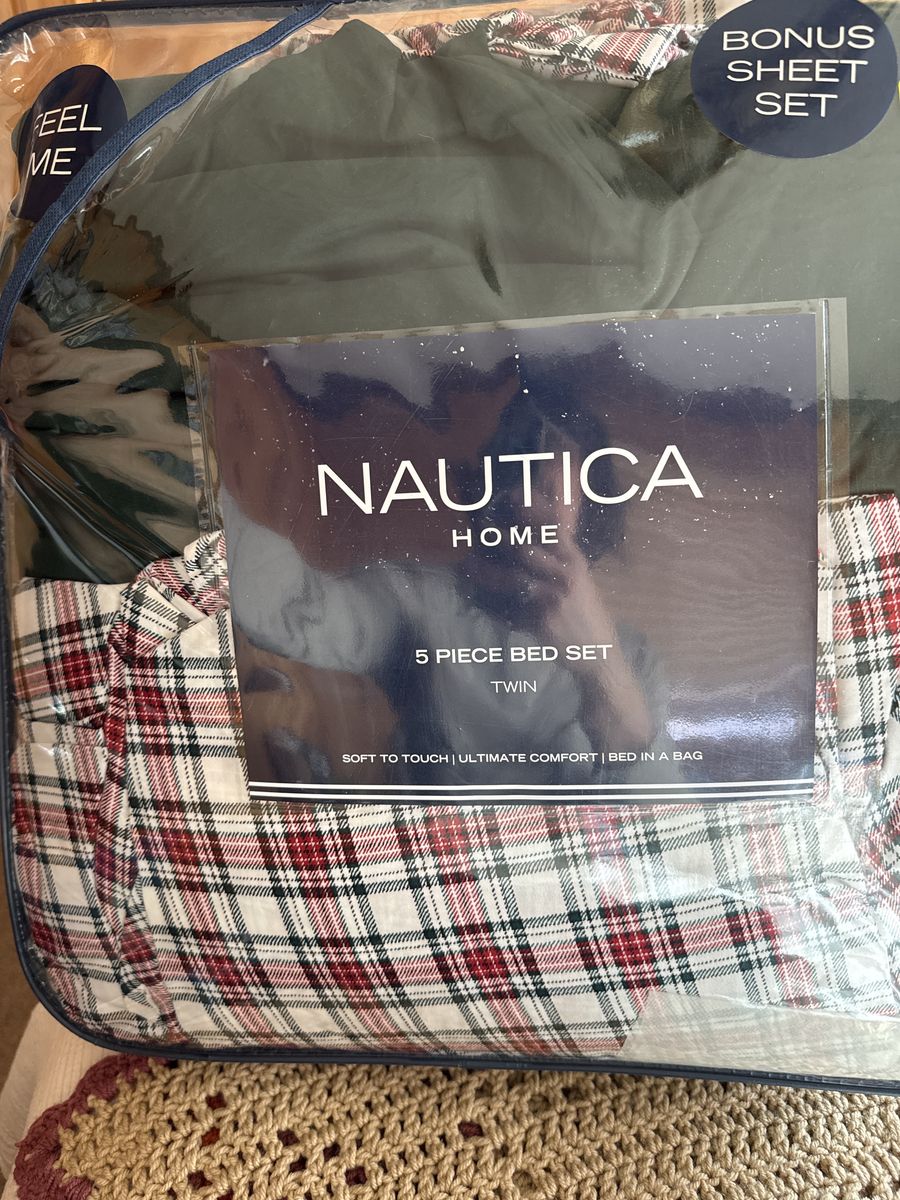 FEEL
ME
BONUS
SHEET
SET
NAUTICA
HOME
5 PIECE BED SET
TWIN
SOFT TO TOUCH | ULTIMATE COMFORT | BED IN A BAG